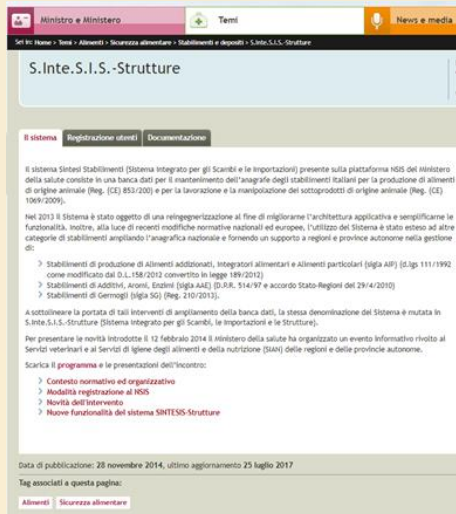 Ministro e Ministero
Temi
News e media
Sei in: Home > Temi > Alimenti > Sicurezza alimentare > Stabilimenti e depositi > S.Inte.S.I.S.-Strutture
S.Inte.S.I.S.-Strutture
Il sistema
Registrazione utenti
Documentazione
Il sistema Sintesi Stabilimenti (Sistema Integrato per gli Scambi e le Importazioni) presente sulla piattaforma NSIS del Ministero
della salute consiste in una banca dati per il mantenimento dell'anagrafe degli stabilimenti italiani per la produzione di alimenti
di origine animale (Reg. (CE) 853/200) e per la lavorazione e la manipolazione dei sottoprodotti di origine animale (Reg. (CE)
1069/2009).
Nel 2013 il Sistema è stato oggetto di una reingegnerizzazione al fine di migliorarne l'architettura applicativa e semplificarne le
funzionalità. Inoltre, alla luce di recenti modifiche normative nazionali ed europee, l'utilizzo del Sistema è stato esteso ad altre
categorie di stabilimenti ampliando l'anagrafica nazionale e fornendo un supporto a regioni e province autonome nella gestione
di:
> Stabilimenti di produzione di Alimenti addizionati, Integratori alimentari e Alimenti particolari (sigla AIP) (d.lgs 111/1992
come modificato dal D.L.158/2012 convertito in legge 189/2012)
> Stabilimenti di Additivi, Aromi, Enzimi (sigla AAE) (D.P.R. 514/97 e accordo Stato-Regioni del 29/4/2010)
> Stabilimenti di Germogli (sigla SG) (Reg. 210/2013).
A sottolineare la portata di tali interventi di ampliamento della banca dati, la stessa denominazione del Sistema è mutata in
S.Inte.S.I.S.-Strutture (Sistema Integrato per gli Scambi, le Importazioni e le Strutture).
Per presentare le novità introdotte il 12 febbraio 2014 il Ministero della salute ha organizzato un evento informativo rivolto ai
Servizi veterinari e ai Servizi di igiene degli alimenti e della nutrizione (SIAN) delle regioni e delle provincie autonome.
Scarica il programma e le presentazioni dell'incontro:
> Contesto normativo ed organizzativo
> Modalità registrazione al NSIS
> Novità dell'intervento
> Nuove funzionalità del sistema SINTESIS-Strutture
Data di pubblicazione: 28 novembre 2014, ultimo aggiornamento 25 luglio 2017
Tag associati a questa pagina:
Alimenti
Sicurezza alimentare